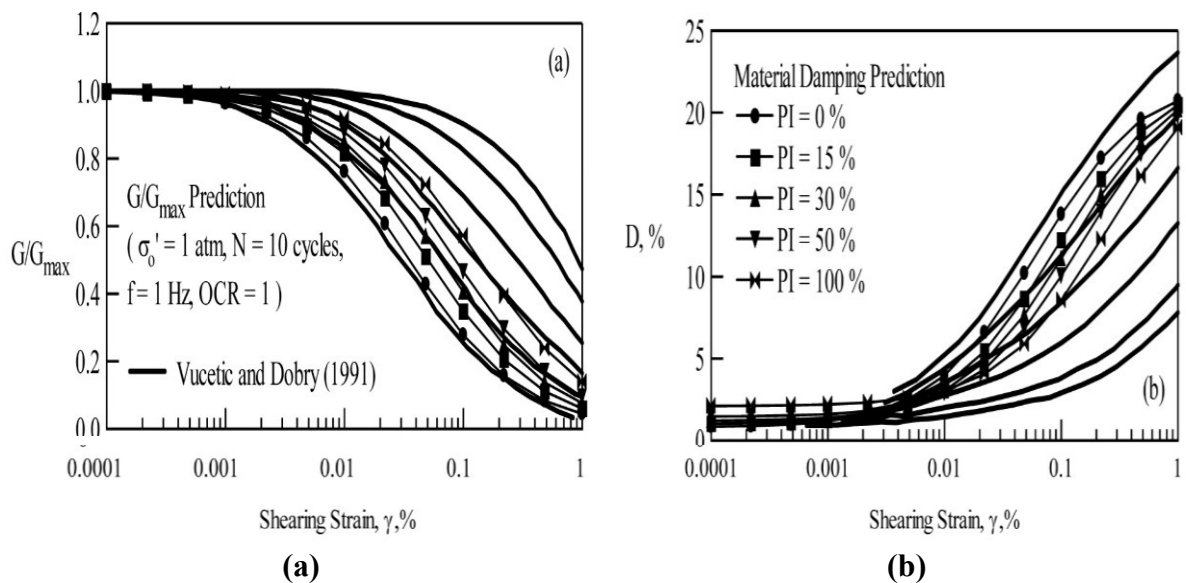 1.2
1.0
0.8
0.6
0.4
0.2
0.0
G/Gmax
(a)
G/Gmax Prediction
( σo' = 1 atm, N = 10 cycles,
f = 1 Hz, OCR = 1 )
Vucetic and Dobry (1991)
0.0001 0.001 0.01 0.1 1
Shearing Strain, γ,%
(a)
25
20
15
10
5
0
D, %
Material Damping Prediction
PI = 0 %
PI = 15 %
PI = 30 %
PI = 50 %
PI = 100 %
(b)
0.0001 0.001 0.01 0.1 1
Shearing Strain, γ,%
(b)